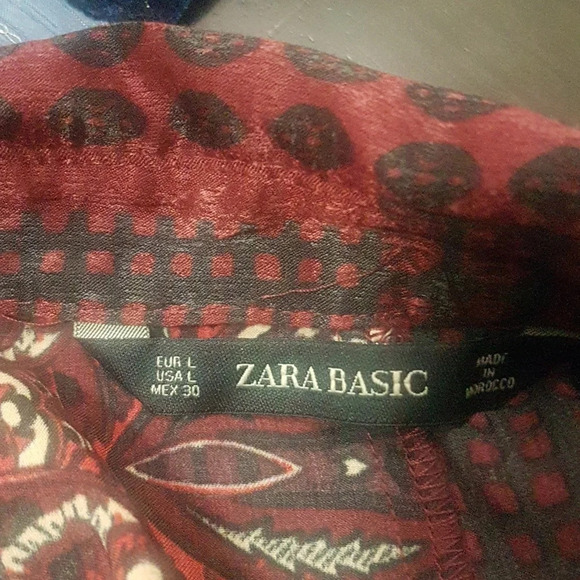 EUR L
USA L
MEX 30
ZARA BASIC
MADE
IN
MOROCCO